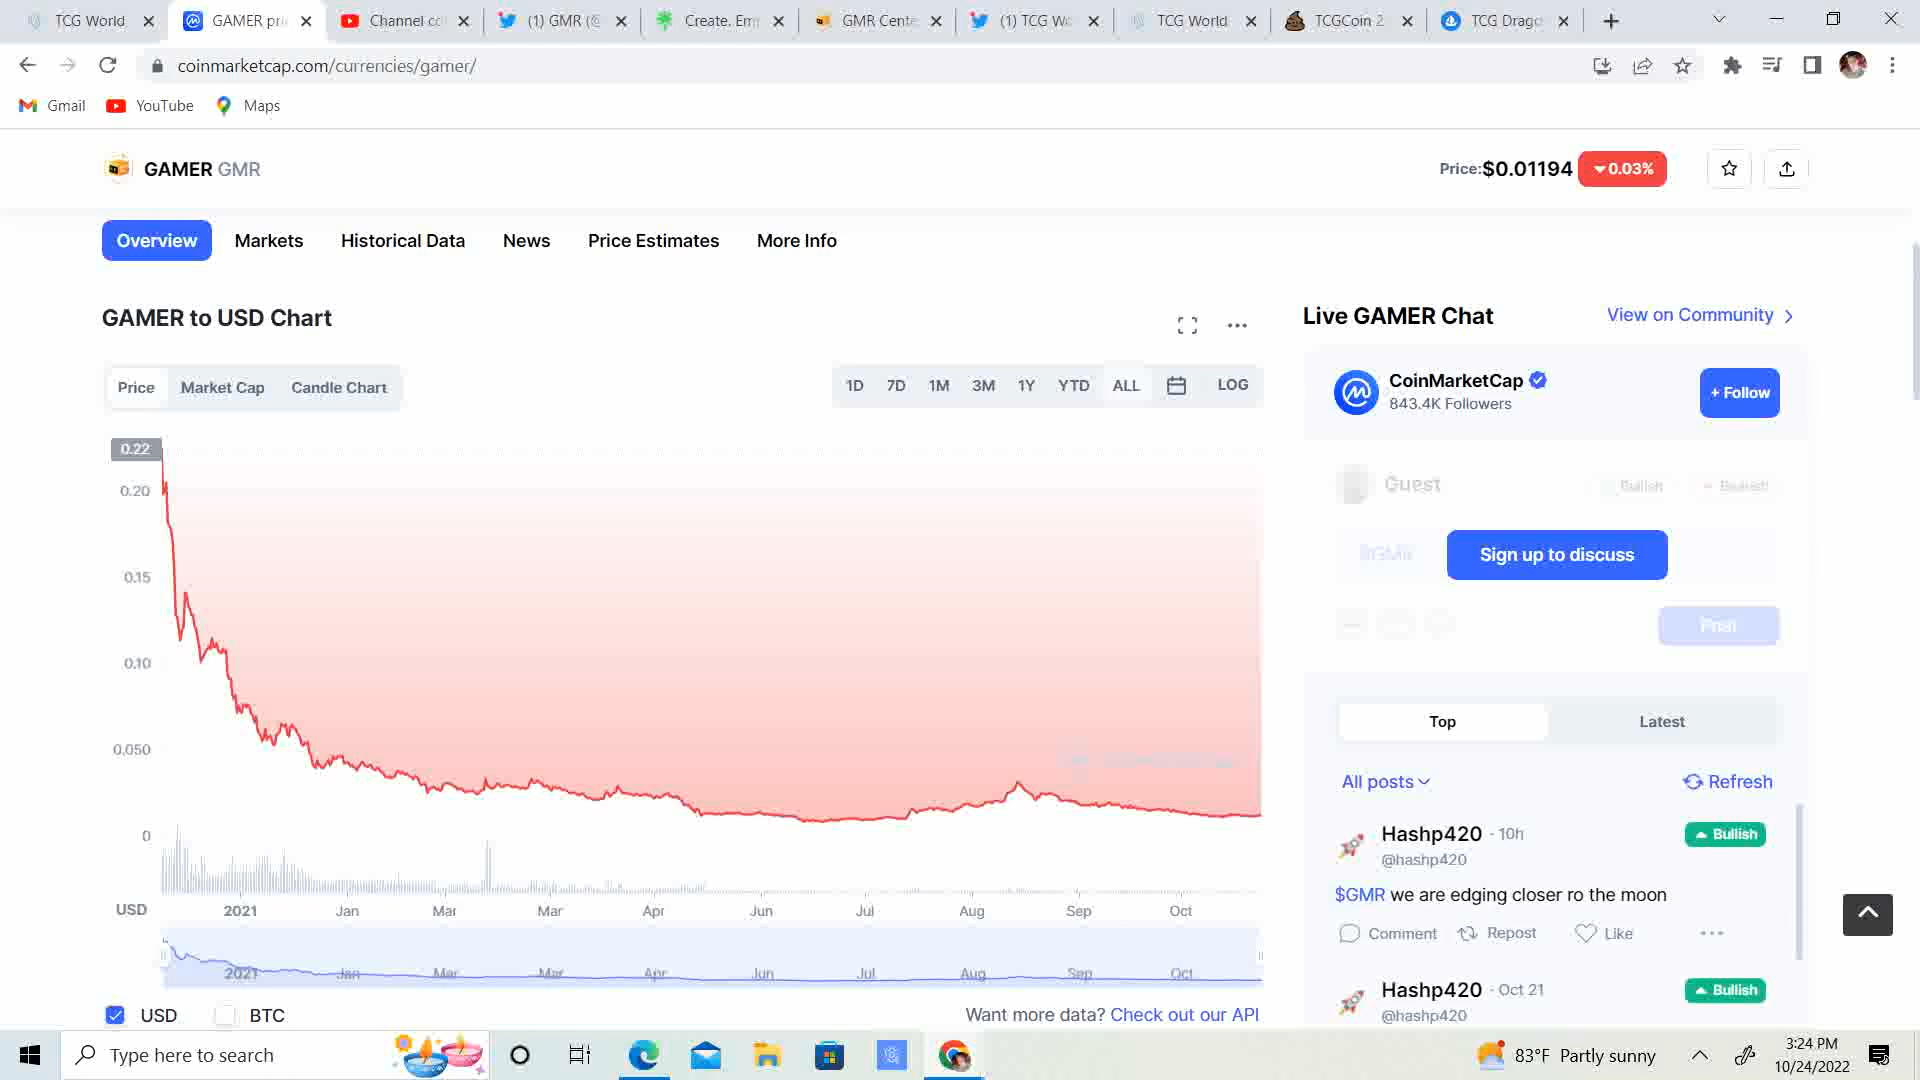 TCG World
GAMER pri
Channel co
(1) GMR (@
Create. Em
GMR Cente
(1) TCG Wo
TCG World
TCGCoin 2
TCG Drago
coinmarketcap.com/currencies/gamer/
Gmail
YouTube
Maps
GAMER GMR
Price:$0.01194
0.03%
Overview
Markets
Historical Data
News
Price Estimates
More Info
GAMER to USD Chart
Price
Market Cap
Candle Chart
1D
7D
1M
3M
1Y
YTD
ALL
LOG
0.22
0.20
0.15
0.10
0.050
0
USD
2021
Jan
Mar
Mar
Apr
Jun
Jul
Aug
Sep
Oct
2021
Jan
Mar
Mar
Apr
Jun
Jul
Aug
Sep
Oct
USD
BTC
Want more data? Check out our API
Live GAMER Chat
View on Community
CoinMarketCap
843.4K Followers
+ Follow
Guest
Bullish
Bearish
$GMR
Sign up to discuss
Post
Top
Latest
All posts
Refresh
Hashp420 · 10h
@hashp420
Bullish
$GMR we are edging closer ro the moon
Comment
Repost
Like
Hashp420 · Oct 21
@hashp420
Bullish
Type here to search
83°F Partly sunny
3:24 PM
10/24/2022